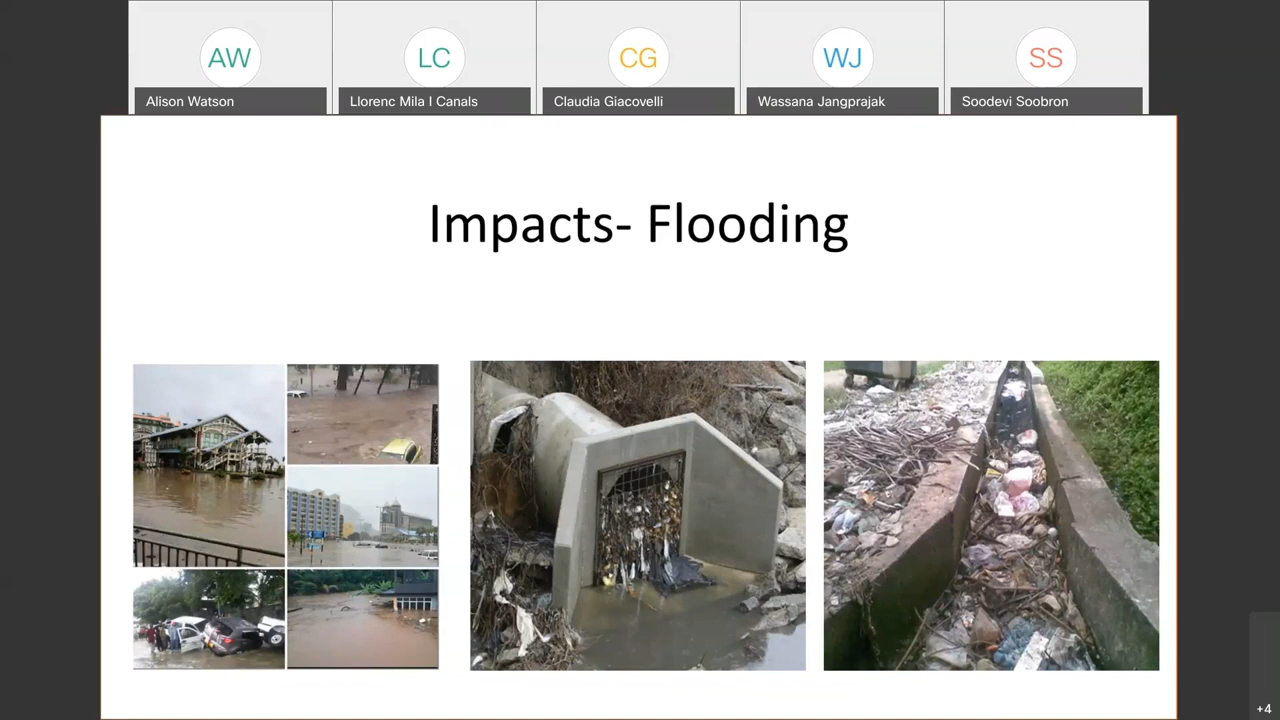 AW
LC
CG
WJ
SS
Alison Watson
Llorenc Mila I Canals
Claudia Giacovelli
Wassana Jangprajak
Soodevi Soobron
Impacts- Flooding
+4